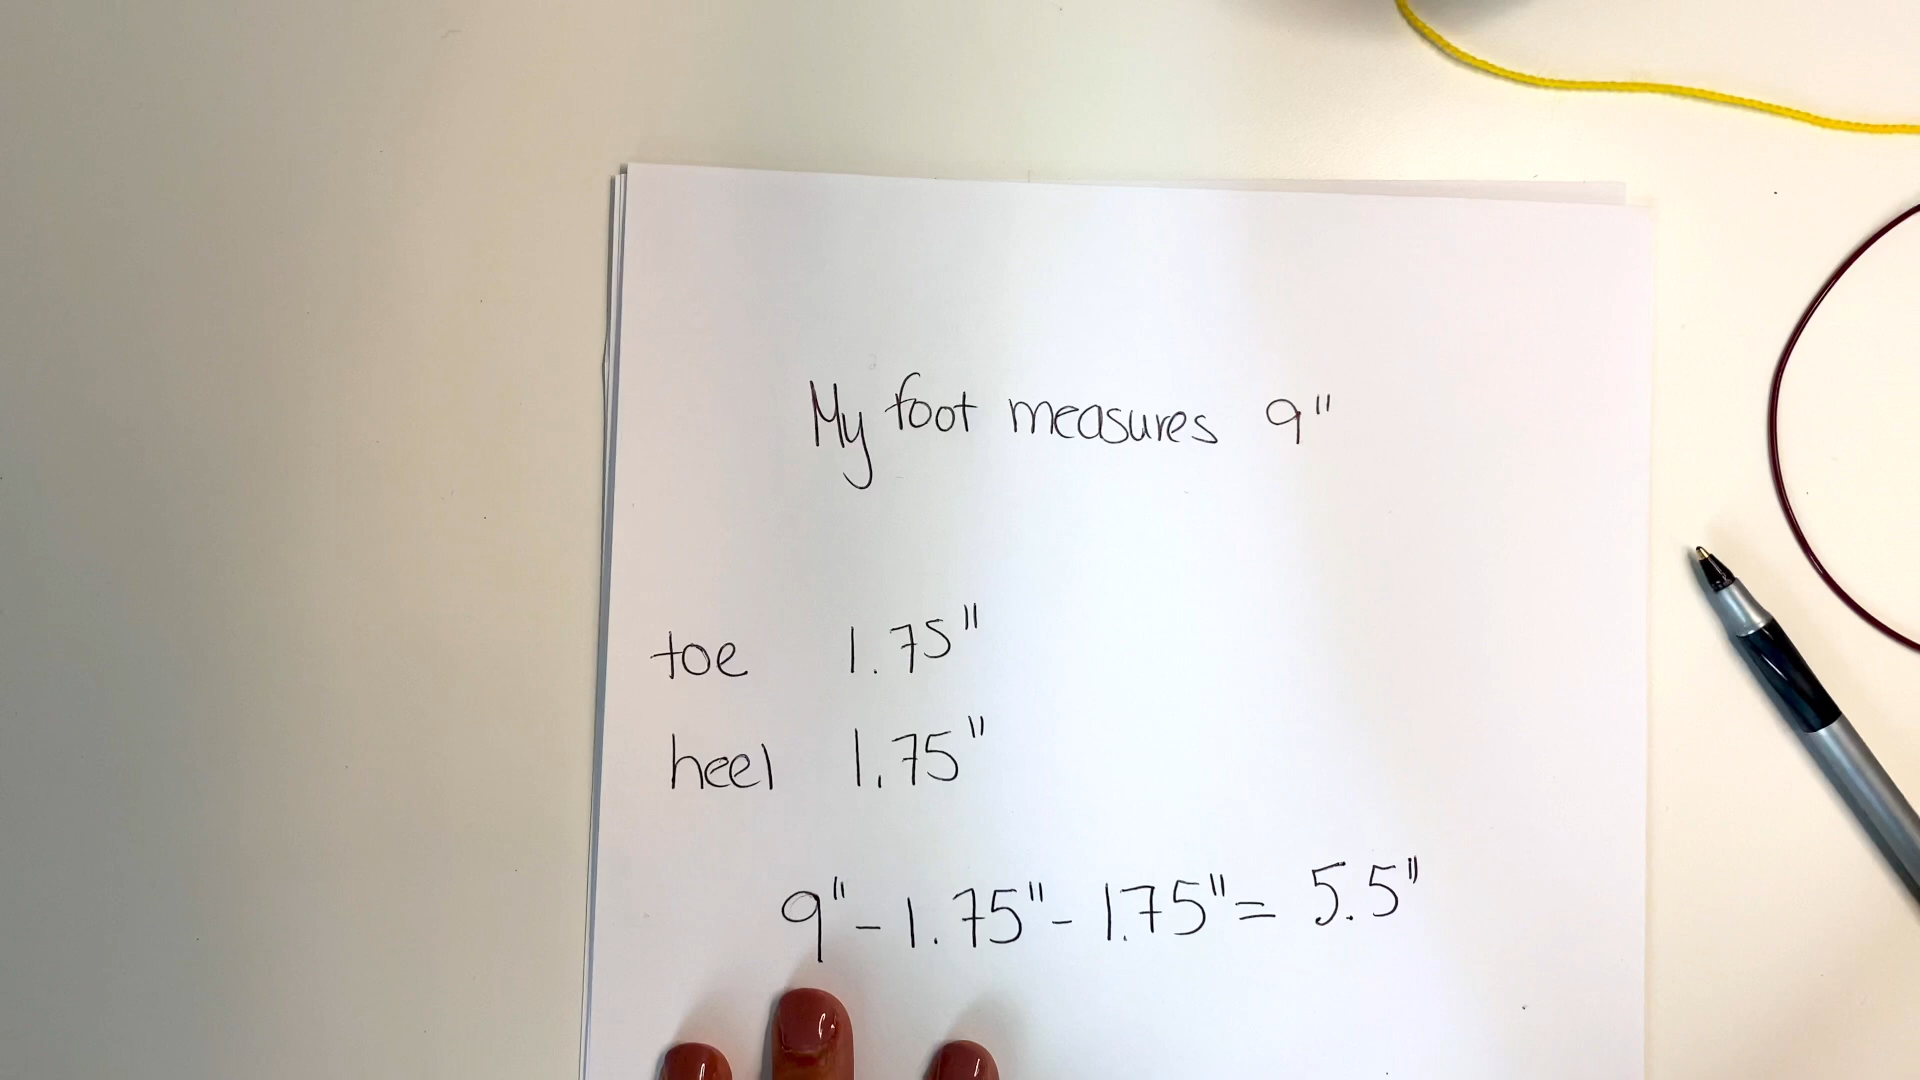 My foot measures 9"
toe 1.75"
heel 1.75"
9" - 1.75" - 1.75" = 5.5"